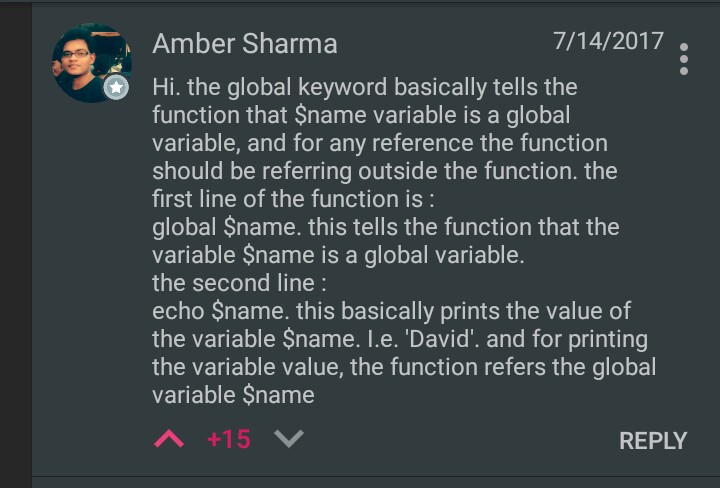 Amber Sharma
7/14/2017
Hi. the global keyword basically tells the
function that $name variable is a global
variable, and for any reference the function
should be referring outside the function. the
first line of the function is :
global $name. this tells the function that the
variable $name is a global variable.
the second line :
echo $name. this basically prints the value of
the variable $name. I.e. 'David'. and for printing
the variable value, the function refers the global
variable $name
+15
REPLY